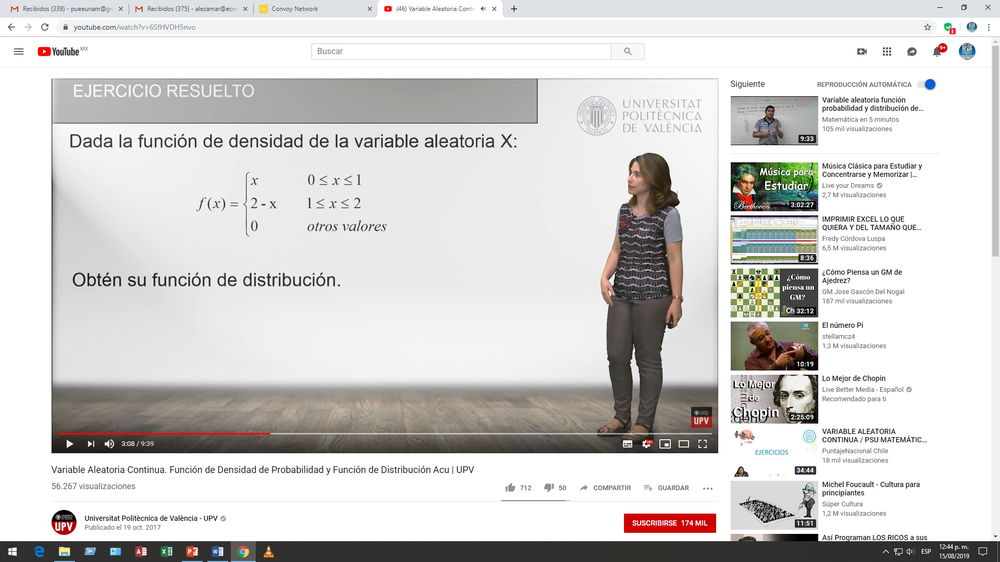 Recibidos (339) - pueeunam@gm
Recibidos (375) - alezamar@econ
Convoy Network
(46) Variable Aleatoria Contin
youtube.com/watch?v=6SfHVDH5nvo
1
YouTube MX
Buscar
9+
EJERCICIO RESUELTO
UNIVERSITAT
POLITÈCNICA
DE VALÈNCIA
Dada la función de densidad de la variable aleatoria X:
x 0 ≤ x ≤ 1
f(x) = { 2 - x 1 ≤ x ≤ 2
0 otros valores
Obtén su función de distribución.
UPV
3:08 / 9:39
HD
Variable Aleatoria Continua. Función de Densidad de Probabilidad y Función de Distribución Acu | UPV
56.267 visualizaciones
712 50 COMPARTIR GUARDAR
UPV
Universitat Politècnica de València - UPV
Publicado el 19 oct. 2017
SUSCRIBIRSE 174 MIL
Siguiente
REPRODUCCIÓN AUTOMÁTICA
9:33
Variable aleatoria función
probabilidad y distribución de...
Matemática en 5 minutos
105 mil visualizaciones
Música para
Estudiar
Beethoven
3:02:27
Música Clásica para Estudiar y
Concentrarse y Memorizar |...
Live your Dreams
2,7 M visualizaciones
8:36
IMPRIMIR EXCEL LO QUE
QUIERA Y DEL TAMAÑO QUE...
Fredy Córdova Luspa
6,5 M visualizaciones
¿Cómo
piensa un
GM?
Ch
32:12
¿Cómo Piensa un GM de
Ajedrez?
GM Jose Gascón Del Nogal
187 mil visualizaciones
10:19
El número Pi
stellamcz4
1,3 M visualizaciones
Lo Mejor
de
Chopin
2:25:09
Lo Mejor de Chopin
Live Better Media - Español
Recomendado para ti
EJERCICIOS
34:44
VARIABLE ALEATORIA
CONTINUA / PSU MATEMÁTIC...
PuntajeNacional Chile
18 mil visualizaciones
11:51
Michel Foucault - Cultura para
principiantes
Súper Cultura
1,2 M visualizaciones
Así Programan LOS RICOS a sus
ESP
12:44 p. m.
15/08/2019